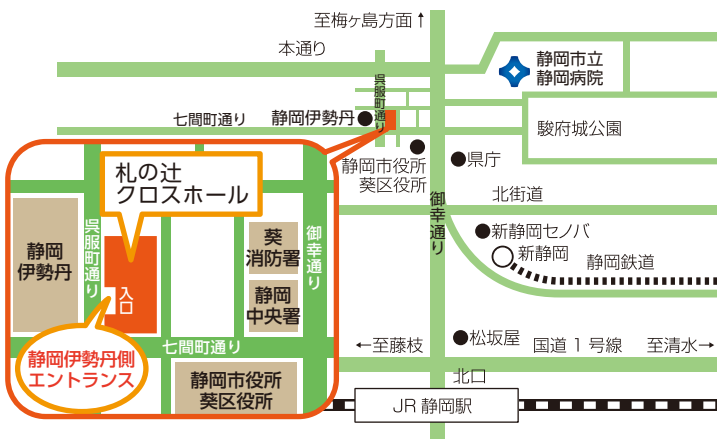 至梅ヶ島方面↑
本通り
静岡市立
静岡病院
呉服町通り
七間町通り
静岡伊勢丹
駿府城公園
静岡市役所
葵区役所
県庁
御幸通り
北街道
新静岡セノバ
新静岡
静岡鉄道
松坂屋
←至藤枝
国道1号線
至清水→
北口
JR静岡駅
札の辻
クロスホール
静岡
伊勢丹
呉服町通り
入口
葵
消防署
静岡
中央署
御幸通り
七間町通り
静岡伊勢丹側
エントランス
静岡市役所
葵区役所